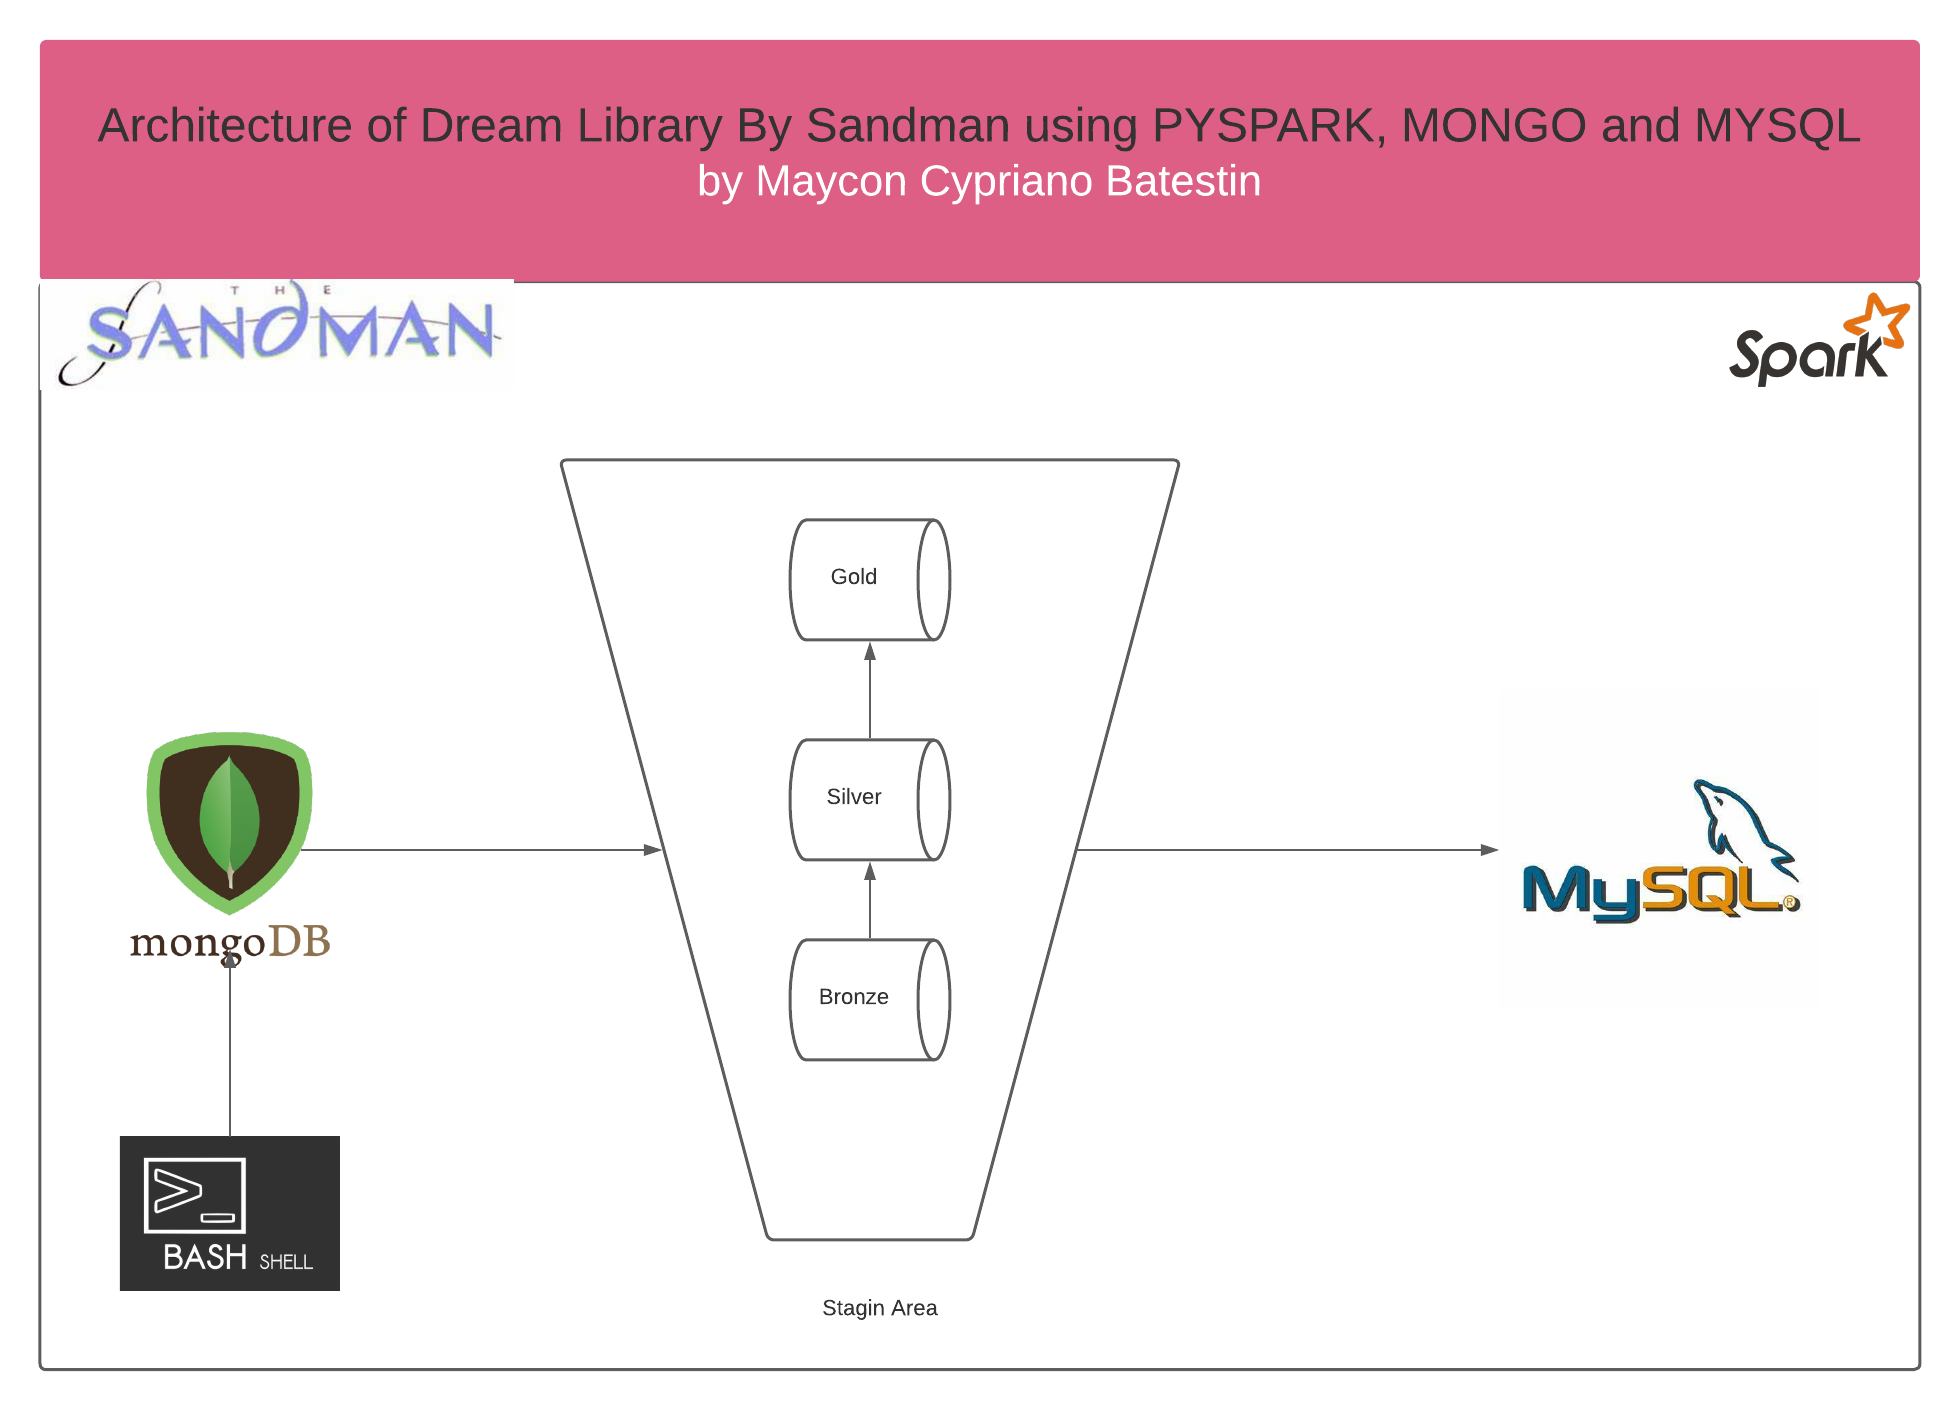 Architecture of Dream Library By Sandman using PYSPARK, MONGO and MYSQL
by Maycon Cypriano Batestin
THE
SANDMAN
Spark
Gold
Silver
Bronze
mongoDB
MySQL®
>_
BASH SHELL
Stagin Area